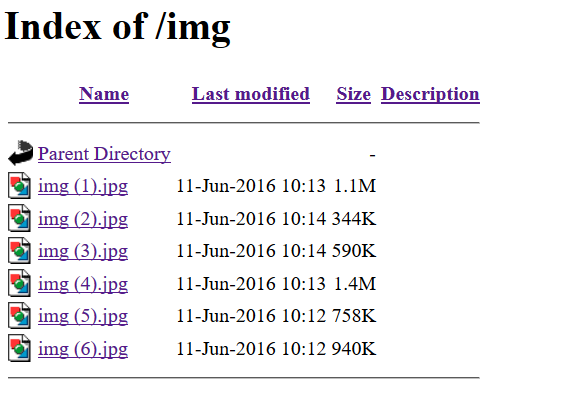 Index of /img
Name Last modified Size Description
Parent Directory -
img (1).jpg 11-Jun-2016 10:13 1.1M
img (2).jpg 11-Jun-2016 10:14 344K
img (3).jpg 11-Jun-2016 10:14 590K
img (4).jpg 11-Jun-2016 10:13 1.4M
img (5).jpg 11-Jun-2016 10:12 758K
img (6).jpg 11-Jun-2016 10:12 940K